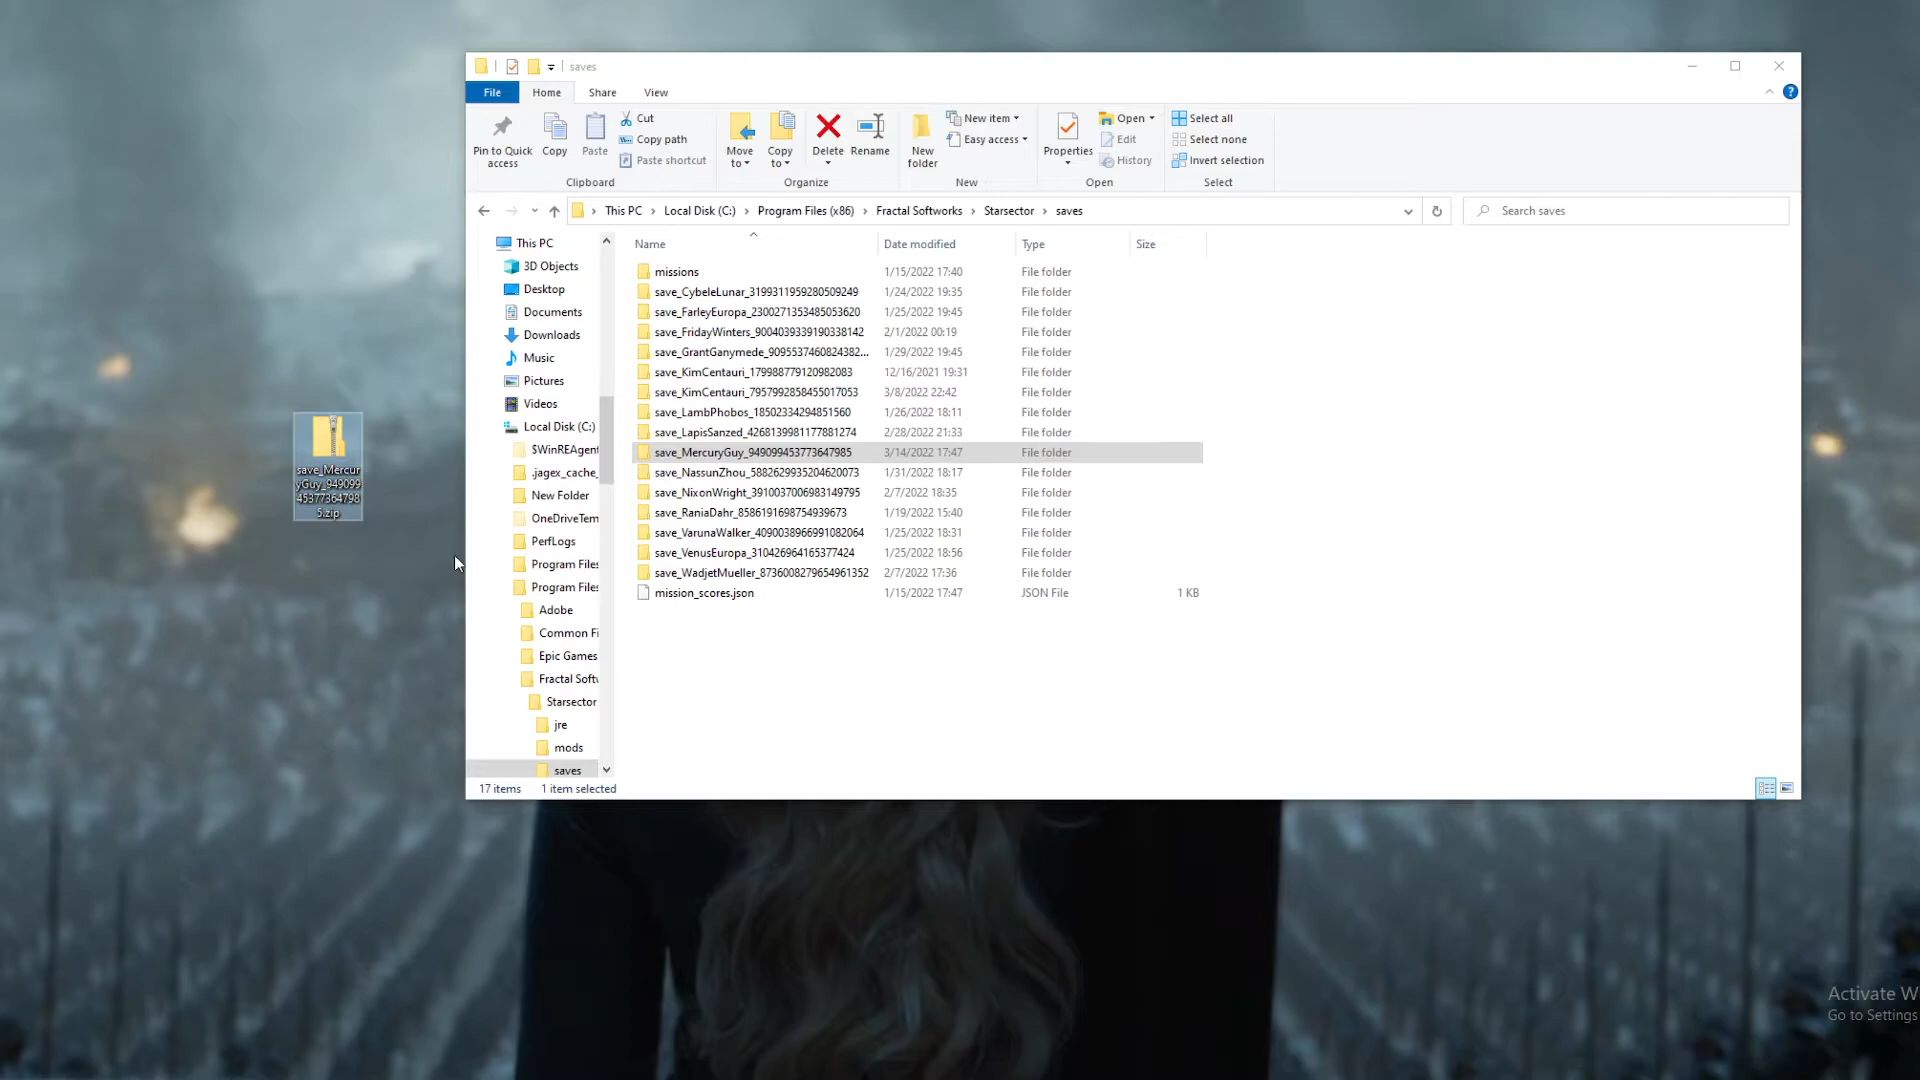 saves
File
Home
Share
View
Pin to Quick
access
Copy
Paste
Cut
Copy path
Paste shortcut
Clipboard
Move
to
Copy
to
Delete
Rename
Organize
New
folder
New item
Easy access
New
Properties
Open
Edit
History
Open
Select all
Select none
Invert selection
Select
This PC > Local Disk (C:) > Program Files (x86) > Fractal Softworks > Starsector > saves
Search saves
This PC
3D Objects
Desktop
Documents
Downloads
Music
Pictures
Videos
Local Disk (C:)
$WinREAgent
.jagex_cache_
New Folder
OneDriveTem
PerfLogs
Program Files
Program Files
Adobe
Common Fi
Epic Games
Fractal Softw
Starsector
jre
mods
saves
Name Date modified Type Size
missions 1/15/2022 17:40 File folder
save_CybeleLunar_3199311959280509249 1/24/2022 19:35 File folder
save_FarleyEuropa_2300271353485053620 1/25/2022 19:45 File folder
save_FridayWinters_9004039339190338142 2/1/2022 00:19 File folder
save_GrantGanymede_9095537460824382... 1/29/2022 19:45 File folder
save_KimCentauri_179988779120982083 12/16/2021 19:31 File folder
save_KimCentauri_7957992858455017053 3/8/2022 22:42 File folder
save_LambPhobos_18502334294851560 1/26/2022 18:11 File folder
save_LapisSanzed_4268139981177881274 2/28/2022 21:33 File folder
save_MercuryGuy_949099453773647985 3/14/2022 17:47 File folder
save_NassunZhou_5882629935204620073 1/31/2022 18:17 File folder
save_NixonWright_3910037006983149795 2/7/2022 18:35 File folder
save_RaniaDahr_8586191698754939673 1/19/2022 15:40 File folder
save_VarunaWalker_4090038966991082064 1/25/2022 18:31 File folder
save_VenusEuropa_310426964165377424 1/25/2022 18:56 File folder
save_WadjetMueller_8736008279654961352 2/7/2022 17:36 File folder
mission_scores.json 1/15/2022 17:47 JSON File 1 KB
17 items 1 item selected
save_Mercur
yGuy_949099
45377364798
5.zip
Activate W
Go to Settings